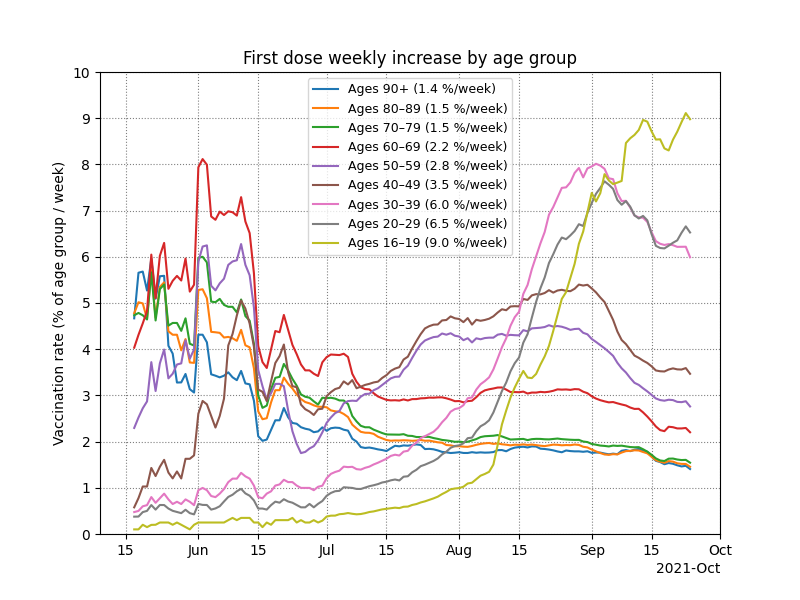 First dose weekly increase by age group
Vaccination rate (% of age group / week)
10
9
8
7
6
5
4
3
2
1
0
Ages 90+ (1.4 %/week)
Ages 80–89 (1.5 %/week)
Ages 70–79 (1.5 %/week)
Ages 60–69 (2.2 %/week)
Ages 50–59 (2.8 %/week)
Ages 40–49 (3.5 %/week)
Ages 30–39 (6.0 %/week)
Ages 20–29 (6.5 %/week)
Ages 16–19 (9.0 %/week)
15 Jun 15 Jul 15 Aug 15 Sep 15 Oct
2021-Oct